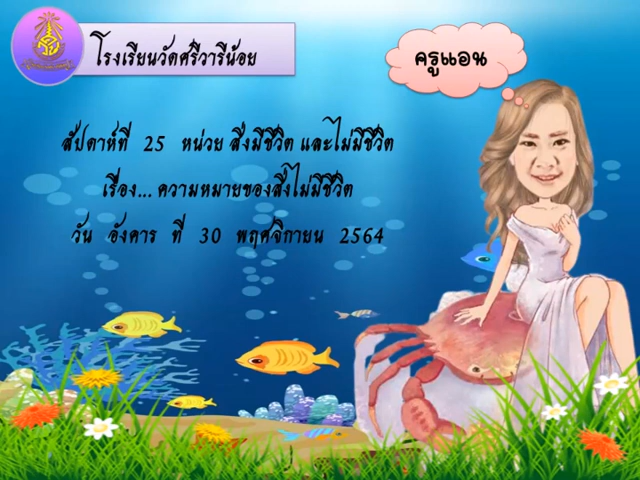 โรงเรียนวัดศรีวารีน้อย
ครูแอน
สัปดาห์ที่ 25 หน่วย สิ่งมีชีวิต และไม่มีชีวิต
เรื่อง... ความหมายของสิ่งไม่มีชีวิต
วัน อังคาร ที่ 30 พฤศจิกายน 2564